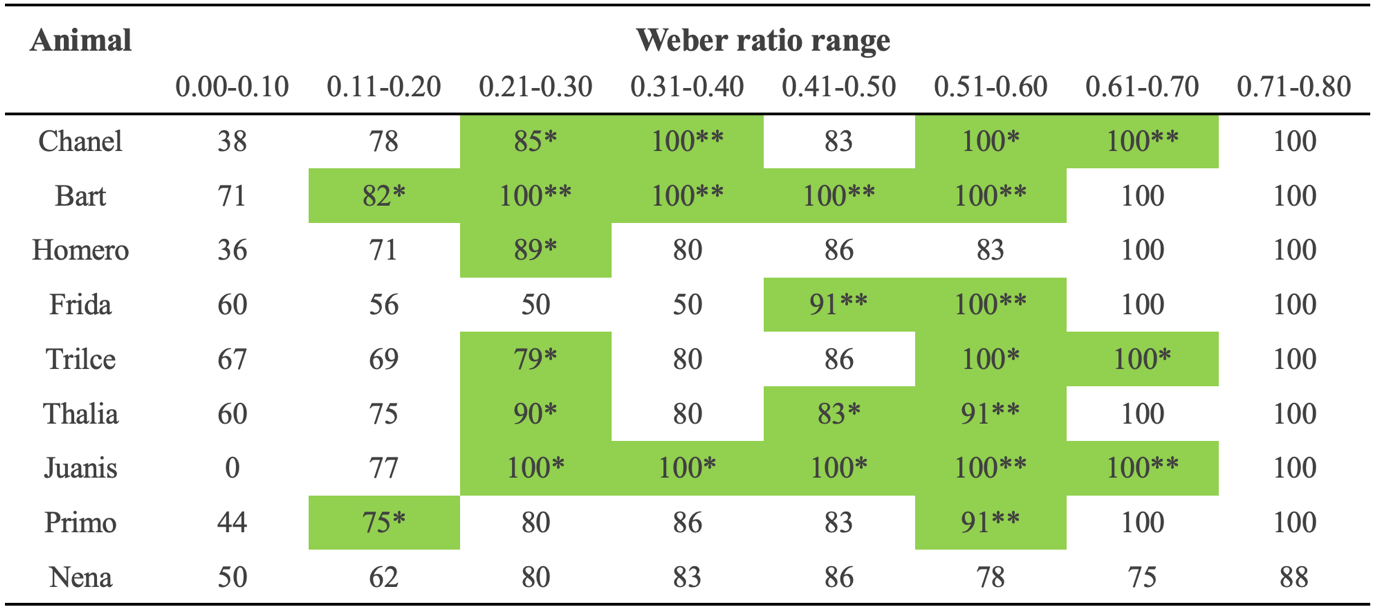 Animal Weber ratio range
0.00-0.10 0.11-0.20 0.21-0.30 0.31-0.40 0.41-0.50 0.51-0.60 0.61-0.70 0.71-0.80
Chanel 38 78 85* 100** 83 100* 100** 100
Bart 71 82* 100** 100** 100** 100** 100 100
Homero 36 71 89* 80 86 83 100 100
Frida 60 56 50 50 91** 100** 100 100
Trilce 67 69 79* 80 86 100* 100* 100
Thalia 60 75 90* 80 83* 91** 100 100
Juanis 0 77 100* 100* 100* 100** 100** 100
Primo 44 75* 80 86 83 91** 100 100
Nena 50 62 80 83 86 78 75 88